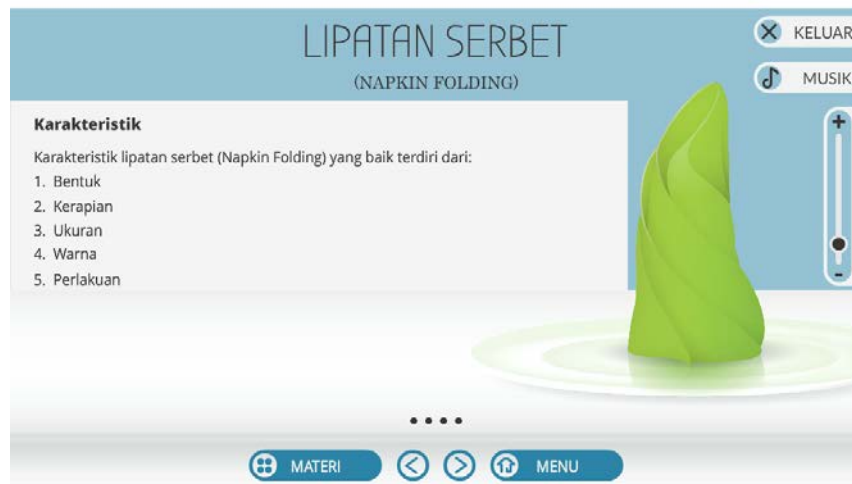 LIPATAN SERBET
(NAPKIN FOLDING)
KELUAR
MUSIK
Karakteristik
Karakteristik lipatan serbet (Napkin Folding) yang baik terdiri dari:
1. Bentuk
2. Kerapian
3. Ukuran
4. Warna
5. Perlakuan
+
-
MATERI
MENU